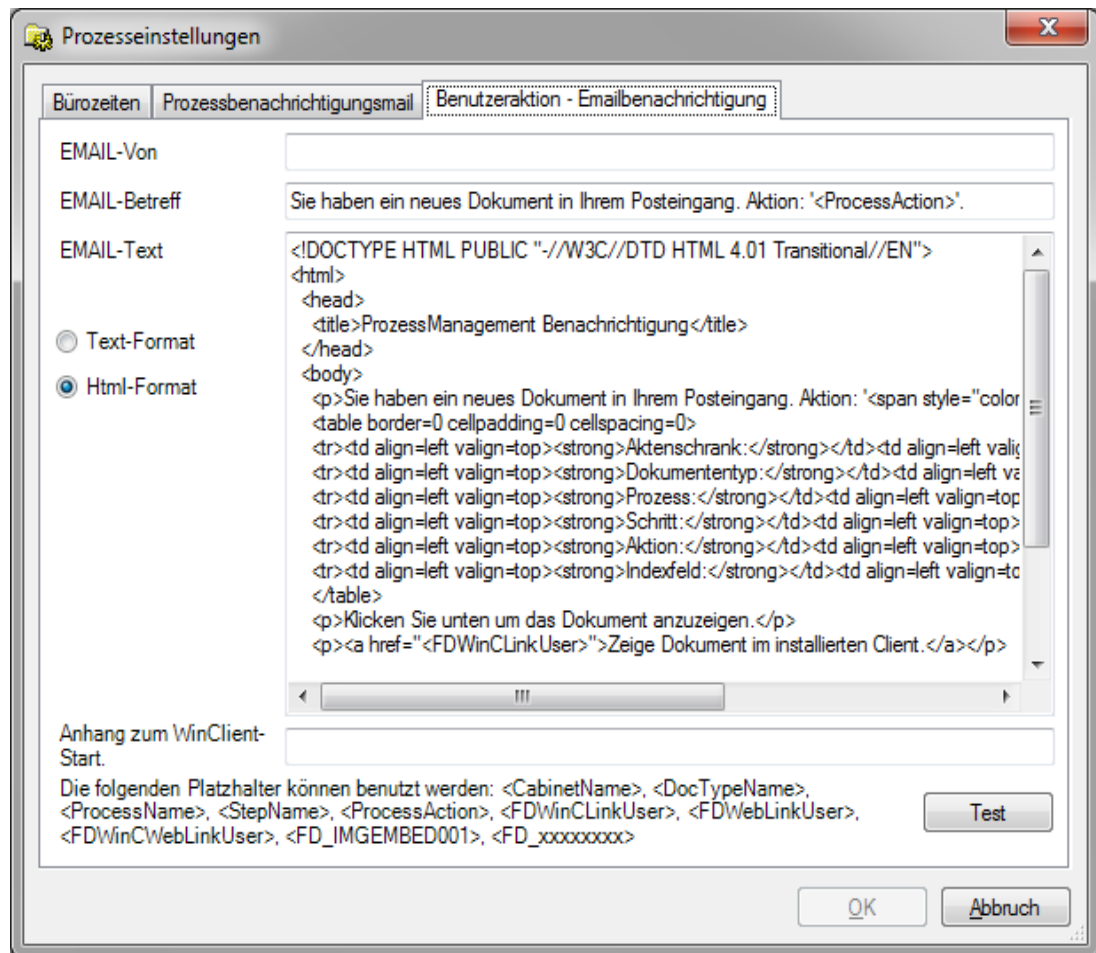 Prozesseinstellungen
Bürozeiten Prozessbenachrichtigungsmail Benutzeraktion - Emailbenachrichtigung
EMAIL-Von
EMAIL-Betreff Sie haben ein neues Dokument in Ihrem Posteingang. Aktion: '<ProcessAction>'.
EMAIL-Text <!DOCTYPE HTML PUBLIC "-//W3C//DTD HTML 4.01 Transitional//EN">
<html>
<head>
<title>ProzessManagement Benachrichtigung</title>
Text-Format
</head>
<body>
Html-Format
<p>Sie haben ein neues Dokument in Ihrem Posteingang. Aktion: '<span style="color
<table border=0 cellpadding=0 cellspacing=0>
<tr><td align=left valign=top><strong>Aktenschrank:</strong></td><td align=left valig
<tr><td align=left valign=top><strong>Dokumententyp:</strong></td><td align=left va
<tr><td align=left valign=top><strong>Prozess:</strong></td><td align=left valign=top
<tr><td align=left valign=top><strong>Schritt:</strong></td><td align=left valign=top>
<tr><td align=left valign=top><strong>Aktion:</strong></td><td align=left valign=top>
<tr><td align=left valign=top><strong>Indexfeld:</strong></td><td align=left valign=to
</table>
<p>Klicken Sie unten um das Dokument anzuzeigen.</p>
<p><a href="<FDWinCLinkUser>">Zeige Dokument im installierten Client.</a></p>
Anhang zum WinClient-
Start.
Die folgenden Platzhalter können benutzt werden: <CabinetName>, <DocTypeName>,
<ProcessName>, <StepName>, <ProcessAction>, <FDWinCLinkUser>, <FDWebLinkUser>,
<FDWinCWebLinkUser>, <FD_IMGEMBED001>, <FD_xxxxxxxx>
Test
OK Abbruch